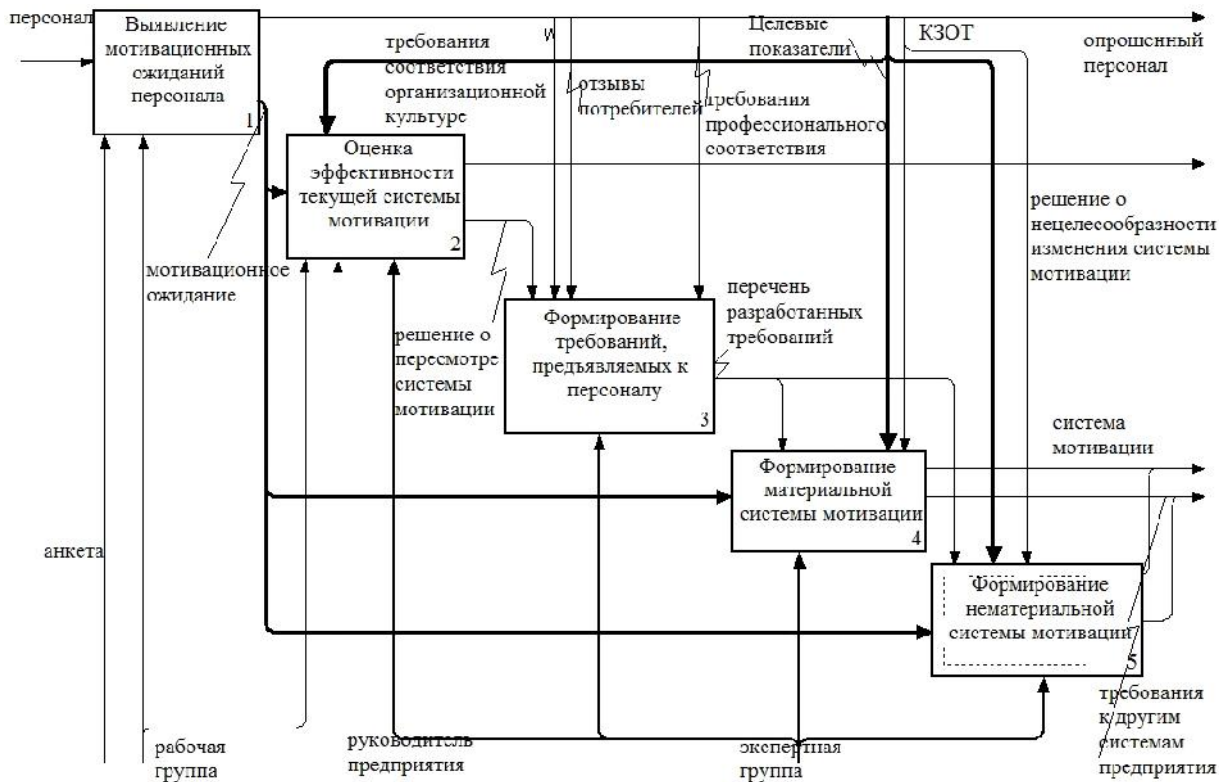 персонал
Выявление
мотивационных
ожиданий
персонала
1
требования
соответствия
организационной
культуре
отзывы
потребителей
Целевые
показатели
требования
профессионального
соответствия
КЗОТ
опрошенный
персонал
Оценка
эффективности
текущей системы
мотивации
2
мотивационное
ожидание
решение о
нецелесообразности
изменения системы
мотивации
решение о
пересмотре
системы
мотивации
Формирование
требований,
предъявляемых к
персоналу
3
перечень
разрабстанных
требований
система
мотивации
Формирование
материальной
системы мотивации
4
анкета
Формирование
нематериальной
системы мотивации
5
требования
к другим
системам
предприятия
рабочая
группа
руководитель
предприятия
экспертная
группа